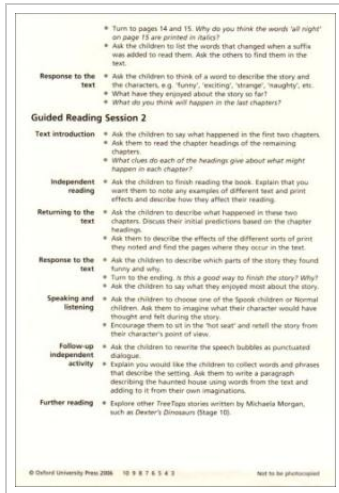 • Turn to pages 14 and 15. Why do you think the words 'all night'
on page 15 are printed in italics?
• Ask the children to list the words that changed when a suffix
was added to read them. Ask the others to find them in the
text.
Response to the text • Ask the children to think of a word to describe the story and
the characters, e.g. 'funny', 'exciting', 'strange', 'naughty', etc.
• What have they enjoyed about the story so far?
• What do you think will happen in the last chapters?
Guided Reading Session 2
Text introduction • Ask the children to say what happened in the first two chapters.
• Ask them to read the chapter headings of the remaining
chapters.
• What clues do each of the headings give about what might
happen in each chapter?
Independent reading • Ask the children to finish reading the book. Explain that you
want them to note any examples of different text and print
effects and describe how they affect their reading.
Returning to the text • Ask the children to describe what happened in these two
chapters. Discuss their initial predictions based on the chapter
headings.
• Ask them to describe the effects of the different sorts of print
they noted and find the pages where they occur in the text.
Response to the text • Ask the children to describe which parts of the story they found
funny and why.
• Turn to the ending. Is this a good way to finish the story? Why?
• Ask the children to say what they enjoyed most about the story.
Speaking and listening • Ask the children to choose one of the Spook children or Normal
children. Ask them to imagine what their character would have
thought and felt during the story.
• Encourage them to sit in the 'hot seat' and retell the story from
their character's point of view.
Follow-up independent activity • Ask the children to rewrite the speech bubbles as punctuated
dialogue.
• Explain you would like the children to collect words and phrases
that describe the setting. Ask them to write a paragraph
describing the haunted house using words from the text and
adding to it from their own imaginations.
Further reading • Explore other TreeTops stories written by Michaela Morgan,
such as Dexter's Dinosaurs (Stage 10).
© Oxford University Press 2006 10 9 8 7 6 5 4 3 Not to be photocopied